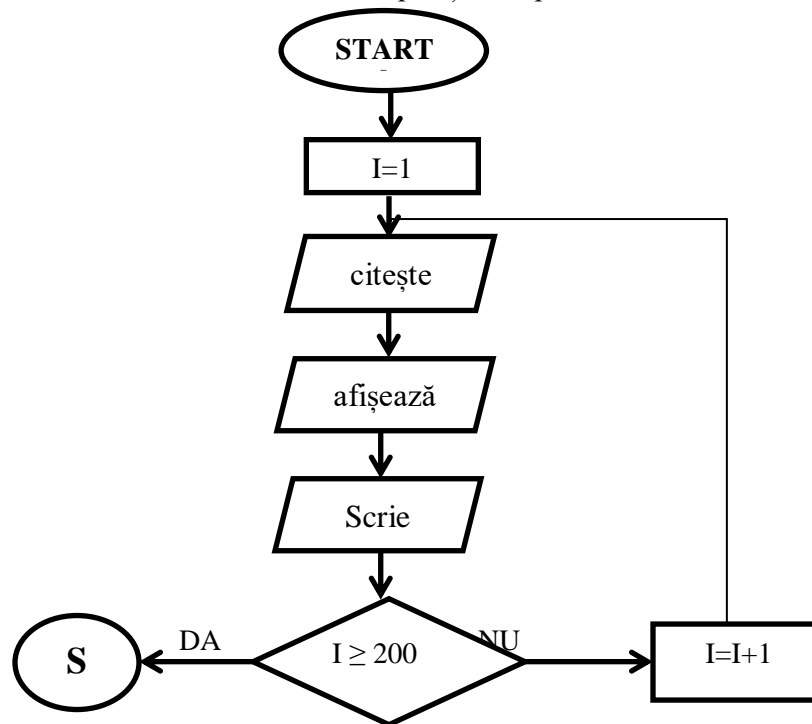 START
I=1
citește
afișează
Scrie
DA
I ≥ 200
NU
I=I+1
S